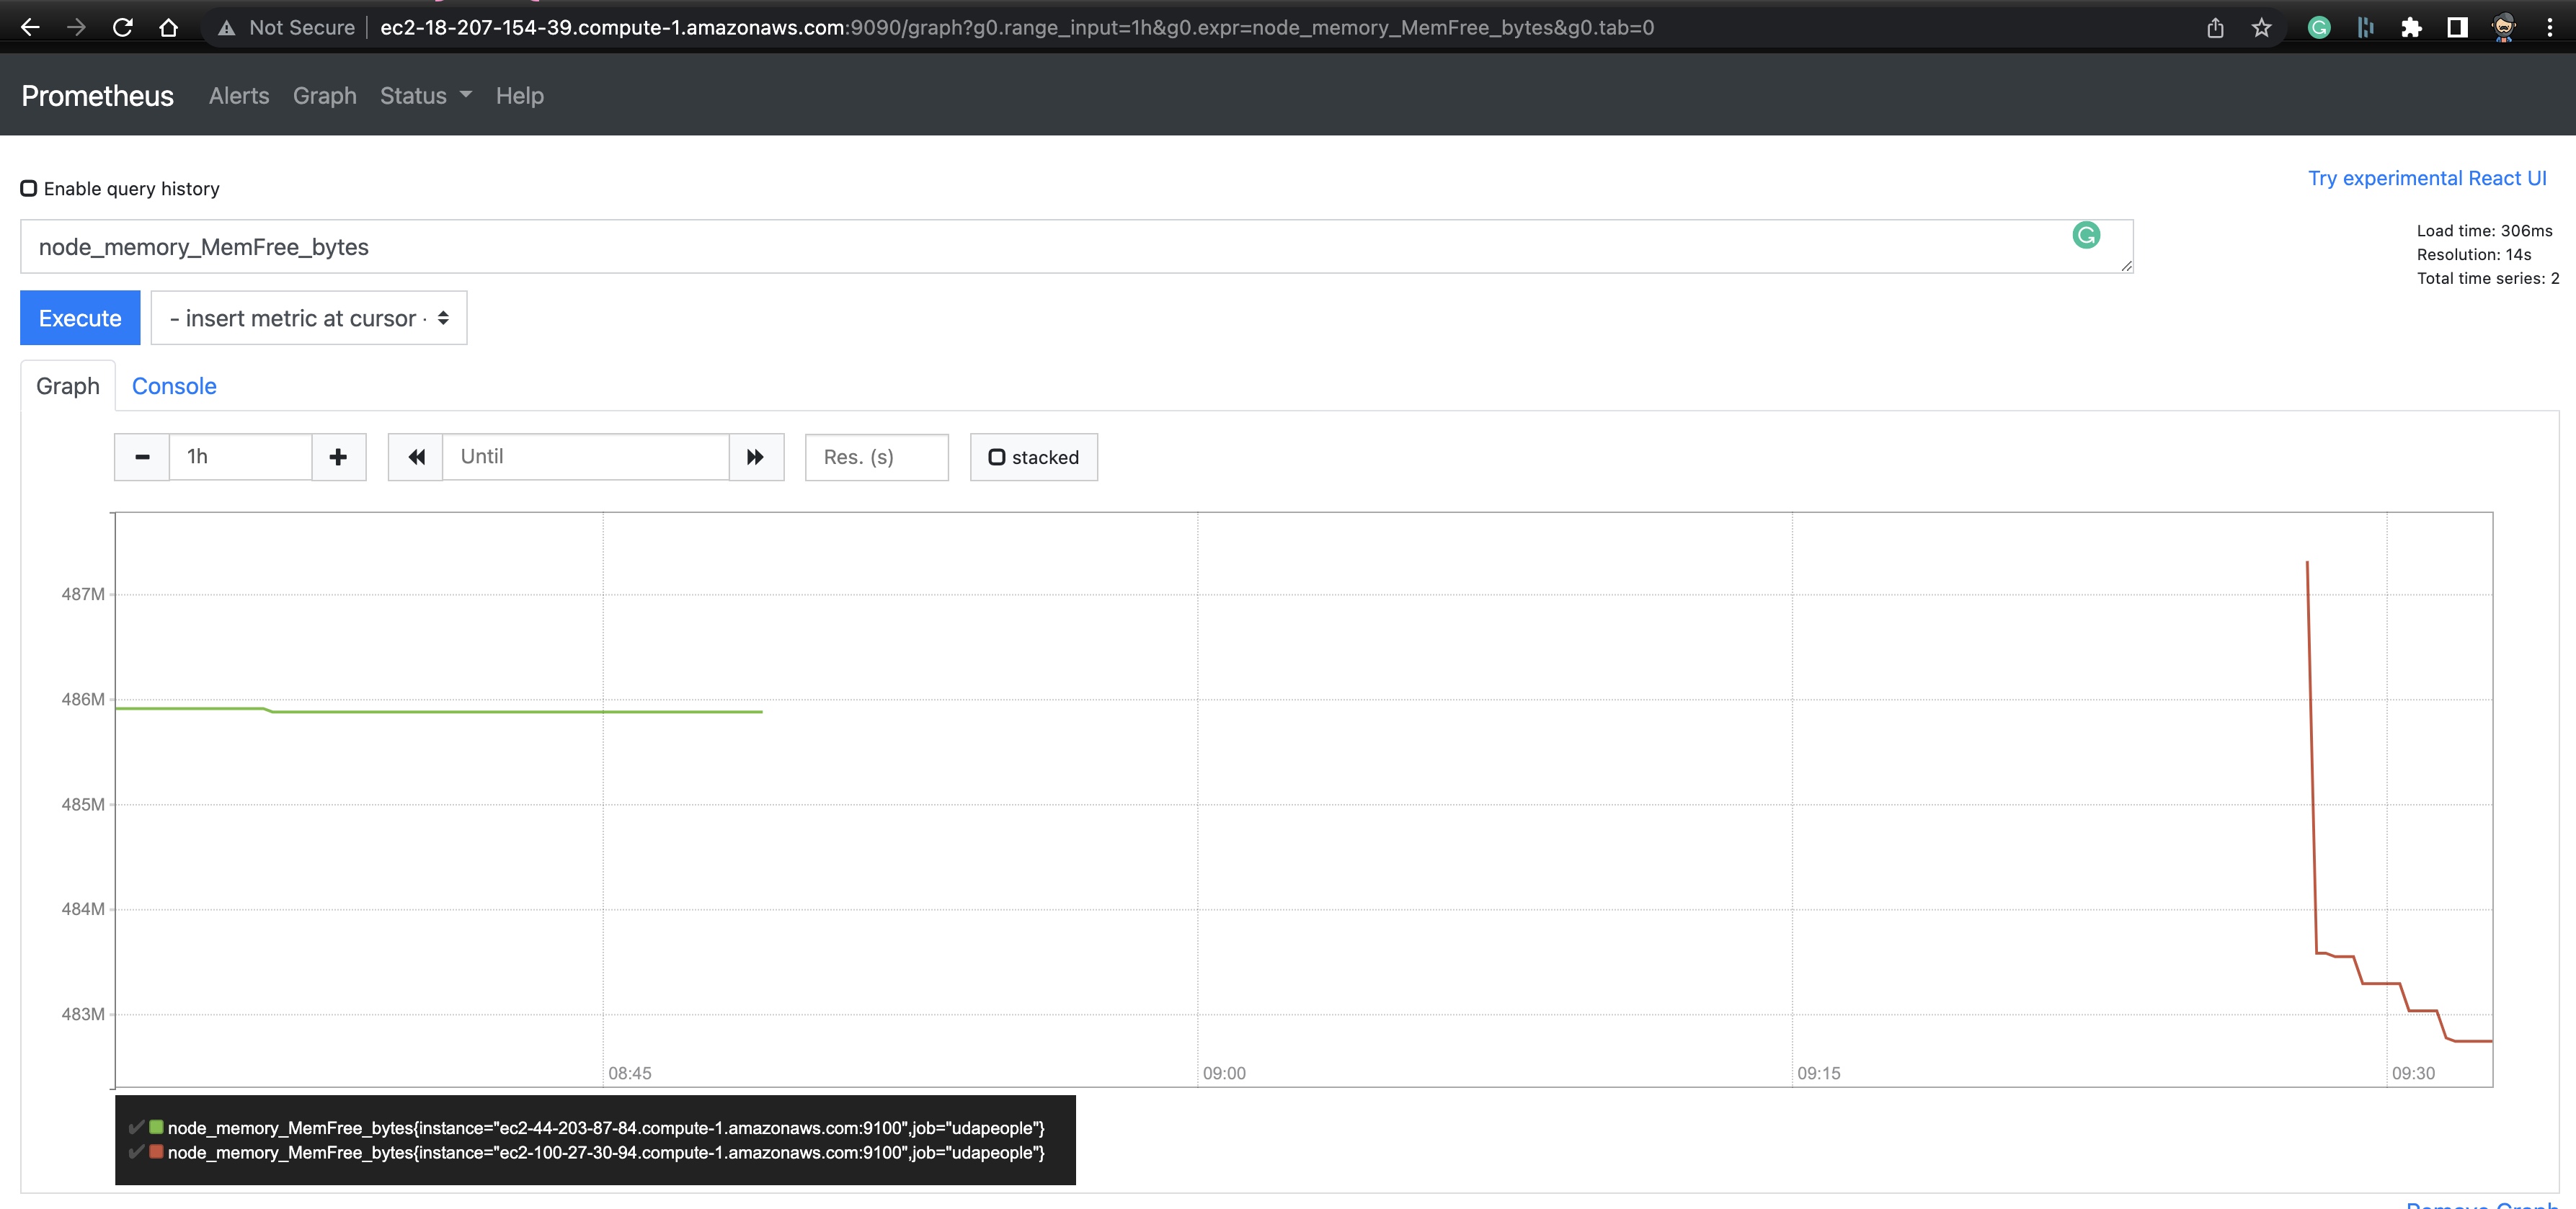 Not Secure | ec2-18-207-154-39.compute-1.amazonaws.com:9090/graph?g0.range_input=1h&g0.expr=node_memory_MemFree_bytes&g0.tab=0
Prometheus Alerts Graph Status Help
Try experimental React UI
Enable query history
node_memory_MemFree_bytes
Load time: 306ms
Resolution: 14s
Total time series: 2
Execute - insert metric at cursor -
Graph Console
1h Until Res. (s) stacked
487M
486M
485M
484M
483M
08:45 09:00 09:15 09:30
node_memory_MemFree_bytes{instance="ec2-44-203-87-84.compute-1.amazonaws.com:9100",job="udapeople"}
node_memory_MemFree_bytes{instance="ec2-100-27-30-94.compute-1.amazonaws.com:9100",job="udapeople"}
Remove Graph